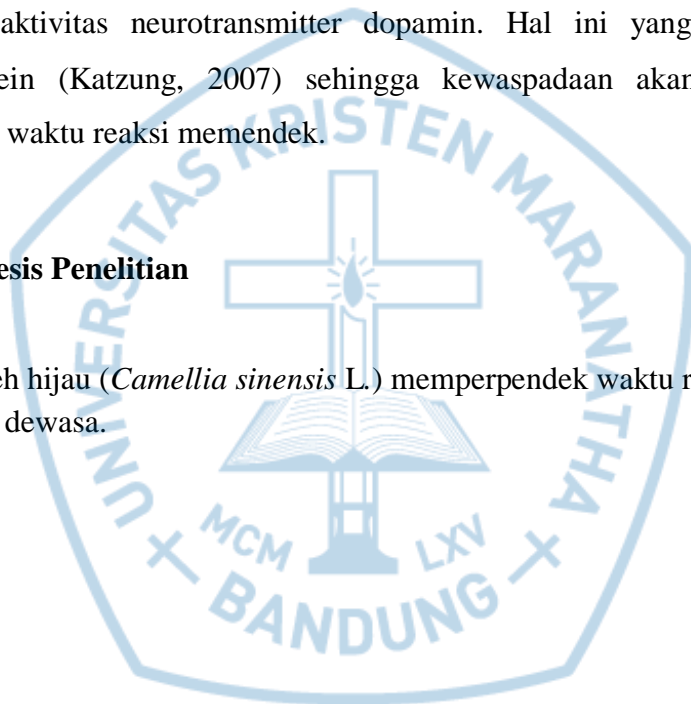 aktivitas neurotransmitter dopamin. Hal ini yang
ein (Katzung, 2007) sehingga kewaspadaan akan
waktu reaksi memendek.
esis Penelitian
eh hijau (Camellia sinensis L.) memperpendek waktu r
dewasa.
UNIVERSITAS KRISTEN MARANATHA
MCM LXV
BANDUNG